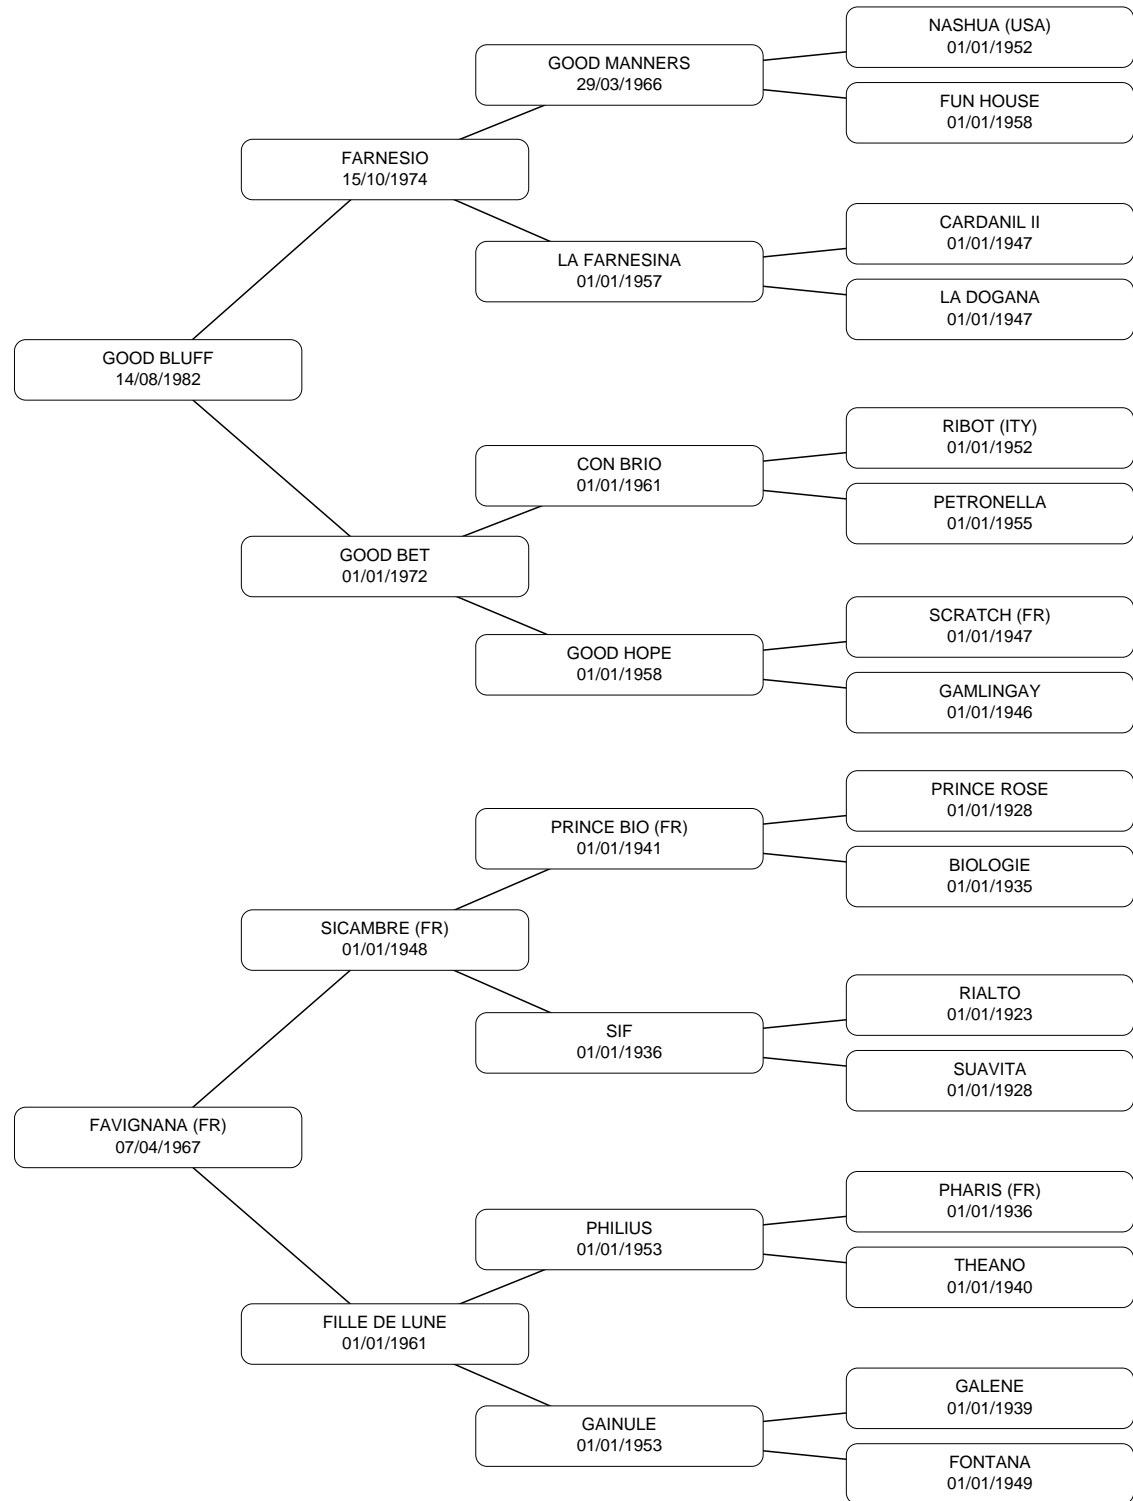 NASHUA (USA)
01/01/1952
GOOD MANNERS
29/03/1966
FUN HOUSE
01/01/1958
FARNESIO
15/10/1974
CARDANIL II
01/01/1947
LA FARNESINA
01/01/1957
LA DOGANA
01/01/1947
GOOD BLUFF
14/08/1982
RIBOT (ITY)
01/01/1952
CON BRIO
01/01/1961
PETRONELLA
01/01/1955
GOOD BET
01/01/1972
SCRATCH (FR)
01/01/1947
GOOD HOPE
01/01/1958
GAMLINGAY
01/01/1946
PRINCE ROSE
01/01/1928
PRINCE BIO (FR)
01/01/1941
BIOLOGIE
01/01/1935
SICAMBRE (FR)
01/01/1948
RIALTO
01/01/1923
SIF
01/01/1936
SUAVITA
01/01/1928
FAVIGNANA (FR)
07/04/1967
PHARIS (FR)
01/01/1936
PHILIUS
01/01/1953
THEANO
01/01/1940
FILLE DE LUNE
01/01/1961
GALENE
01/01/1939
GAINULE
01/01/1953
FONTANA
01/01/1949